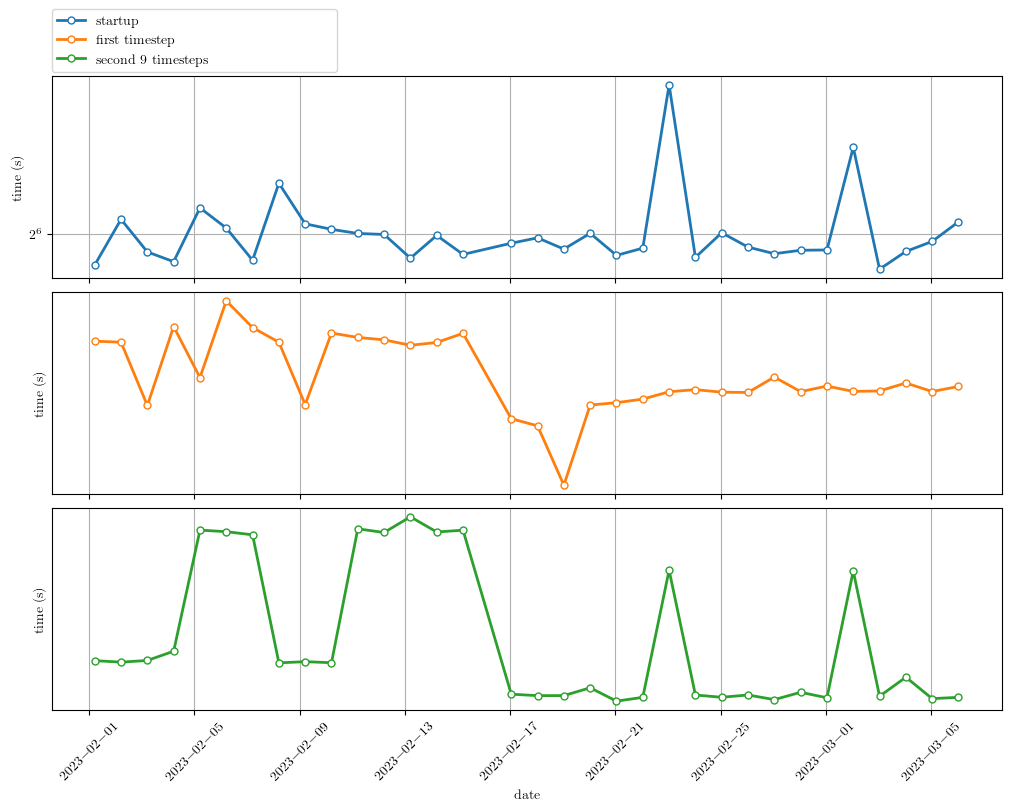 startup
first timestep
second 9 timesteps
time (s)
2⁶
time (s)
time (s)
2023−02−01
2023−02−05
2023−02−09
2023−02−13
2023−02−17
2023−02−21
2023−02−25
2023−03−01
2023−03−05
date